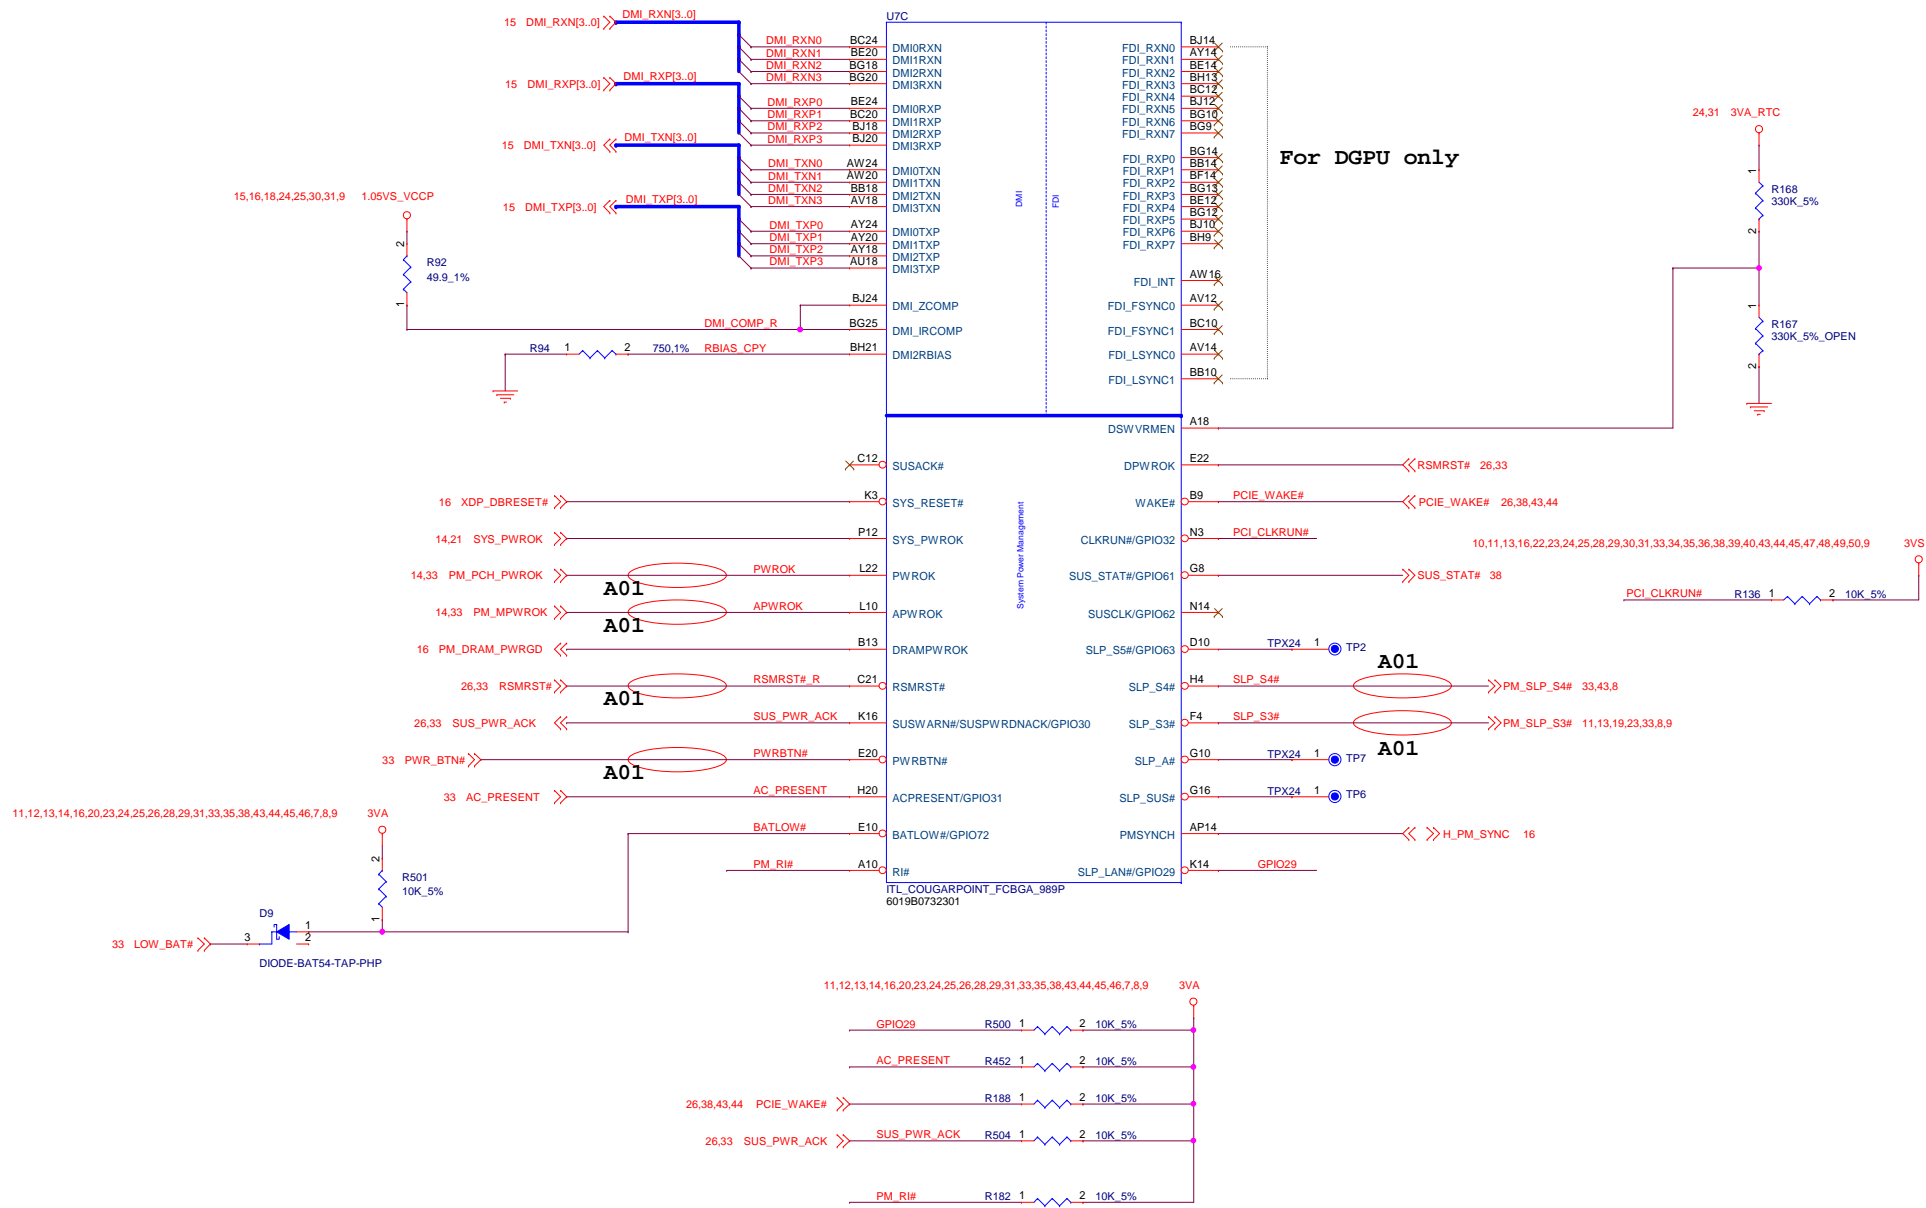 U7C
15 DMI_RXN[3..0] DMI_RXN[3..0]
DMI_RXN0 BC24 DMI0RXN
DMI_RXN1 BE20 DMI1RXN
DMI_RXN2 BG18 DMI2RXN
DMI_RXN3 BG20 DMI3RXN
15 DMI_RXP[3..0] DMI_RXP[3..0]
DMI_RXP0 BE24 DMI0RXP
DMI_RXP1 BC20 DMI1RXP
DMI_RXP2 BJ18 DMI2RXP
DMI_RXP3 BJ20 DMI3RXP
15 DMI_TXN[3..0] DMI_TXN[3..0]
DMI_TXN0 AW24 DMI0TXN
DMI_TXN1 AW20 DMI1TXN
DMI_TXN2 BB18 DMI2TXN
DMI_TXN3 AV18 DMI3TXN
15 DMI_TXP[3..0] DMI_TXP[3..0]
DMI_TXP0 AY24 DMI0TXP
DMI_TXP1 AY20 DMI1TXP
DMI_TXP2 AY18 DMI2TXP
DMI_TXP3 AU18 DMI3TXP
15,16,18,24,25,30,31,9 1.05VS_VCCP
2
R92
49.9_1%
1
BJ24 DMI_ZCOMP
DMI_COMP_R BG25 DMI_IRCOMP
R94 1 2 750,1% RBIAS_CPY BH21 DMI2RBIAS
DMI
FDI
FDI_RXN0 BJ14
FDI_RXN1 AY14
FDI_RXN2 BE14
FDI_RXN3 BH13
FDI_RXN4 BC12
FDI_RXN5 BJ12
FDI_RXN6 BG10
FDI_RXN7 BG9
FDI_RXP0 BG14
FDI_RXP1 BB14
FDI_RXP2 BF14
FDI_RXP3 BG13
FDI_RXP4 BE12
FDI_RXP5 BG12
FDI_RXP6 BJ10
FDI_RXP7 BH9
FDI_INT AW16
FDI_FSYNC0 AV12
FDI_FSYNC1 BC10
FDI_LSYNC0 AV14
FDI_LSYNC1 BB10
For DGPU only
24,31 3VA_RTC
1
R168
330K_5%
2
1
R167
330K_5%_OPEN
2
DSWVRMEN A18
C12 SUSACK#
DPWROK E22 RSMRST# 26,33
16 XDP_DBRESET# K3 SYS_RESET#
WAKE# B9 PCIE_WAKE# PCIE_WAKE# 26,38,43,44
14,21 SYS_PWROK P12 SYS_PWROK
CLKRUN#/GPIO32 N3 PCI_CLKRUN#
14,33 PM_PCH_PWROK PWROK L22 PWROK
A01
SUS_STAT#/GPIO61 G8 SUS_STAT# 38
14,33 PM_MPWROK APWROK L10 APWROK
A01
SUSCLK/GPIO62 N14
16 PM_DRAM_PWRGD B13 DRAMPWROK
SLP_S5#/GPIO63 D10 TPX24 1 TP2
26,33 RSMRST# RSMRST#_R C21 RSMRST#
A01
A01
SLP_S4# H4 SLP_S4# PM_SLP_S4# 33,43,8
26,33 SUS_PWR_ACK SUS_PWR_ACK K16 SUSWARN#/SUSPWRDNACK/GPIO30
SLP_S3# F4 SLP_S3# PM_SLP_S3# 11,13,19,23,33,8,9
A01
33 PWR_BTN# PWRBTN# E20 PWRBTN#
A01
SLP_A# G10 TPX24 1 TP7
33 AC_PRESENT AC_PRESENT H20 ACPRESENT/GPIO31
SLP_SUS# G16 TPX24 1 TP6
BATLOW# E10 BATLOW#/GPIO72
PMSYNCH AP14 H_PM_SYNC 16
PM_RI# A10 RI#
SLP_LAN#/GPIO29 K14 GPIO29
System Power Management
ITL_COUGARPOINT_FCBGA_989P
6019B0732301
10,11,13,16,22,23,24,25,28,29,30,31,33,34,35,36,38,39,40,43,44,45,47,48,49,50,9 3VS
PCI_CLKRUN# R136 1 2 10K_5%
11,12,13,14,16,20,23,24,25,26,28,29,31,33,35,38,43,44,45,46,7,8,9 3VA
2
R501
10K_5%
1
D9
33 LOW_BAT# 3 1
2
DIODE-BAT54-TAP-PHP
11,12,13,14,16,20,23,24,25,26,28,29,31,33,35,38,43,44,45,46,7,8,9 3VA
GPIO29 R500 1 2 10K_5%
AC_PRESENT R452 1 2 10K_5%
26,38,43,44 PCIE_WAKE# R188 1 2 10K_5%
26,33 SUS_PWR_ACK SUS_PWR_ACK R504 1 2 10K_5%
PM_RI# R182 1 2 10K_5%